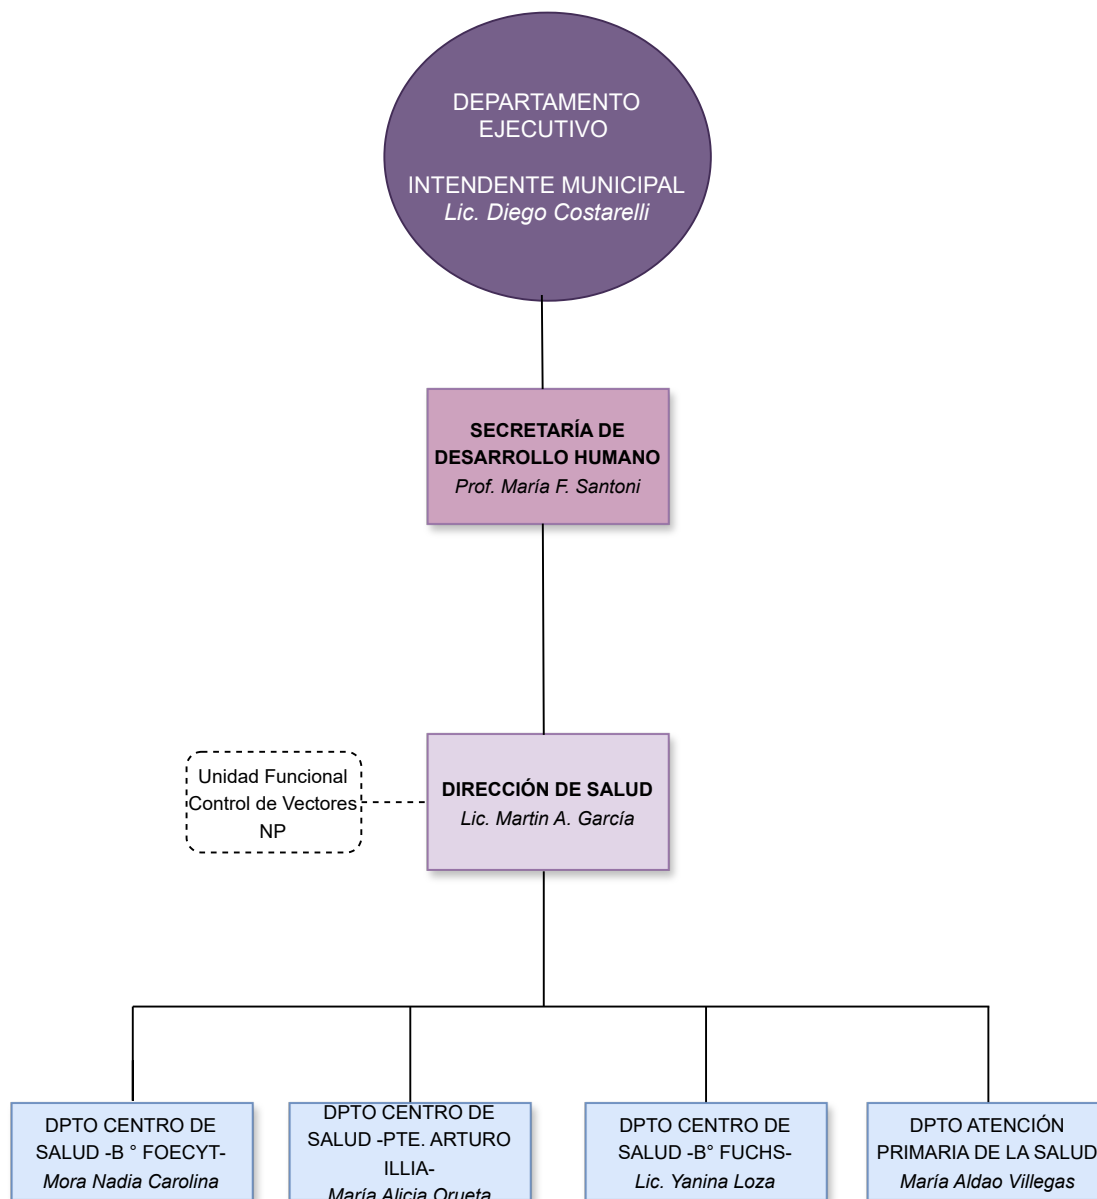 DEPARTAMENTO
EJECUTIVO
INTENDENTE MUNICIPAL
Lic. Diego Costarelli
SECRETARÍA DE
DESARROLLO HUMANO
Prof. María F. Santoni
Unidad Funcional
Control de Vectores
NP
DIRECCIÓN DE SALUD
Lic. Martin A. García
DPTO CENTRO DE
SALUD -B ° FOECYT-
Mora Nadia Carolina
DPTO CENTRO DE
SALUD -PTE. ARTURO
ILLIA-
María Alicia Orueta
DPTO CENTRO DE
SALUD -B° FUCHS-
Lic. Yanina Loza
DPTO ATENCIÓN
PRIMARIA DE LA SALUD
María Aldao Villegas